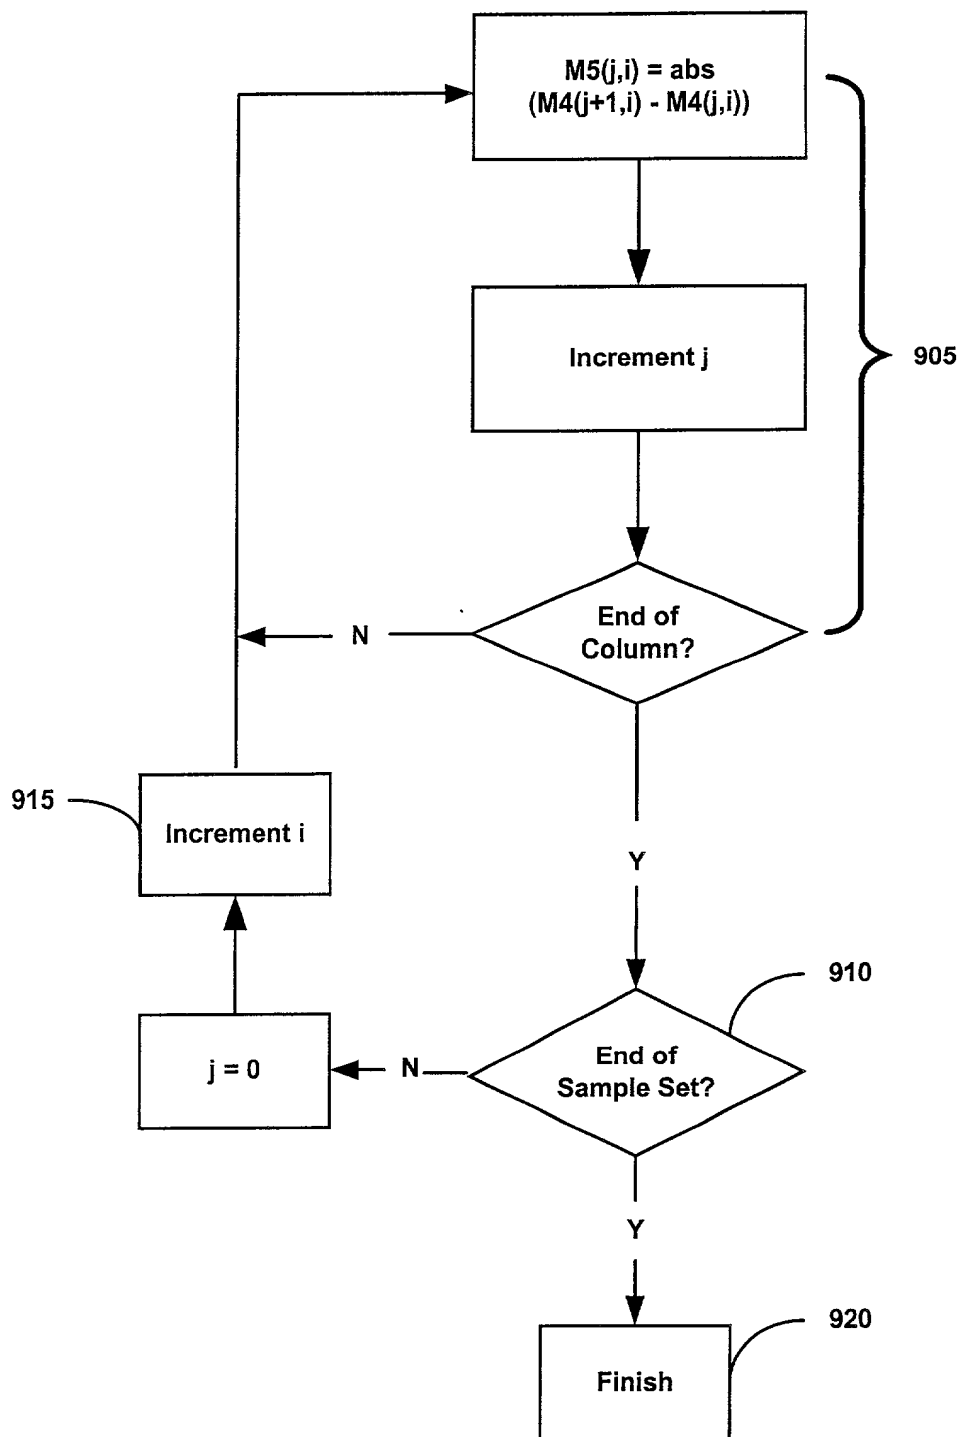 M5(j,i) = abs
(M4(j+1,i) - M4(j,i))
Increment j
905
End of
Column?
N
915
Increment i
Y
910
End of
Sample Set?
N
j = 0
Y
920
Finish